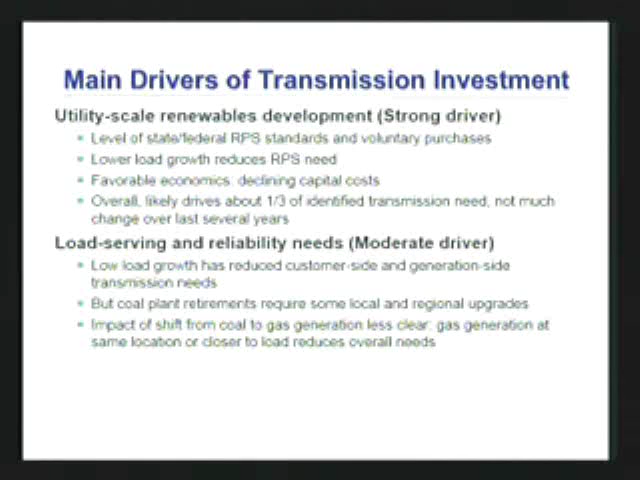 Main Drivers of Transmission Investment
Utility-scale renewables development (Strong driver)
Level of state/federal RPS standards and voluntary purchases
Lower load growth reduces RPS need
Favorable economics: declining capital costs
Overall, likely drives about 1/3 of identified transmission need, not much
change over last several years
Load-serving and reliability needs (Moderate driver)
Low load growth has reduced customer-side and generation-side
transmission needs
But coal plant retirements require some local and regional upgrades
Impact of shift from coal to gas generation less clear: gas generation at
same location or closer to load reduces overall needs